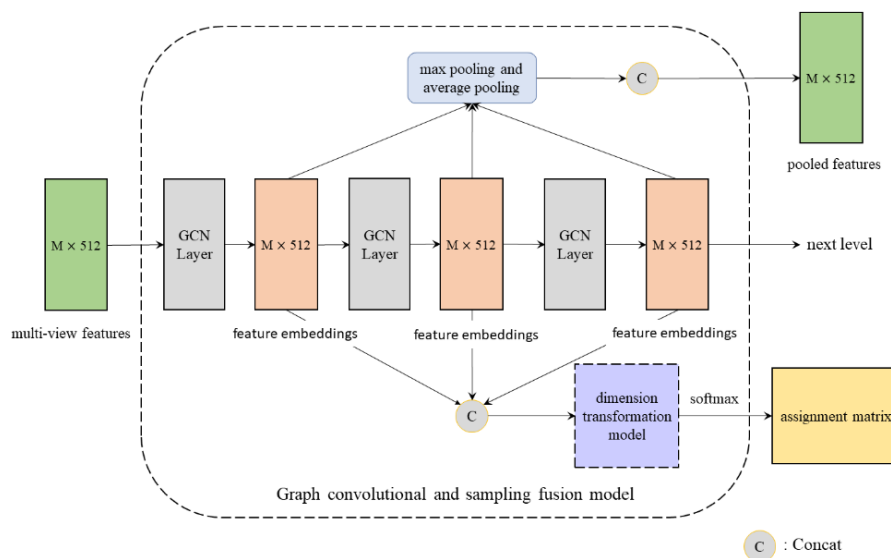 max pooling and
average pooling
C
M × 512
pooled features
M × 512
GCN
Layer
M × 512
GCN
Layer
M × 512
GCN
Layer
M × 512
next level
multi-view features
feature embeddings
feature embeddings
feature embeddings
C
dimension
transformation
model
softmax
assignment matrix
Graph convolutional and sampling fusion model
C : Concat